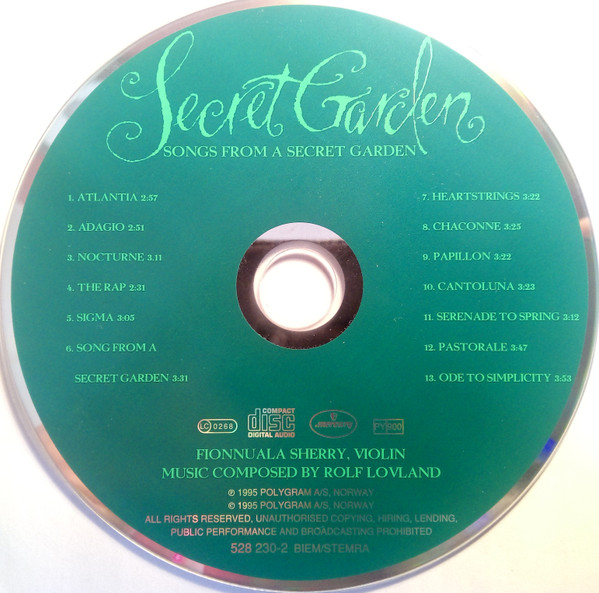 Secret Garden
SONGS FROM A SECRET GARDEN
1. ATLANTIA 2:57
2. ADAGIO 2:51
3. NOCTURNE 3.11
4. THE RAP 2:31
5. SIGMA 3:05
6. SONG FROM A
SECRET GARDEN 3:31
7. HEARTSTRINGS 3:22
8. CHACONNE 3:25
9. PAPILLON 3:22
10. CANTOLUNA 3:23
11. SERENADE TO SPRING 3:12
12. PASTORALE 3:47
13. ODE TO SIMPLICITY 3:53
LC 0268
COMPACT
disc
DIGITAL AUDIO
mercury
PY 900
FIONNUALA SHERRY, VIOLIN
MUSIC COMPOSED BY ROLF LOVLAND
℗ 1995 POLYGRAM A/S, NORWAY
© 1995 POLYGRAM A/S, NORWAY
ALL RIGHTS RESERVED, UNAUTHORISED COPYING, HIRING, LENDING,
PUBLIC PERFORMANCE AND BROADCASTING PROHIBITED
528 230-2 BIEM/STEMRA